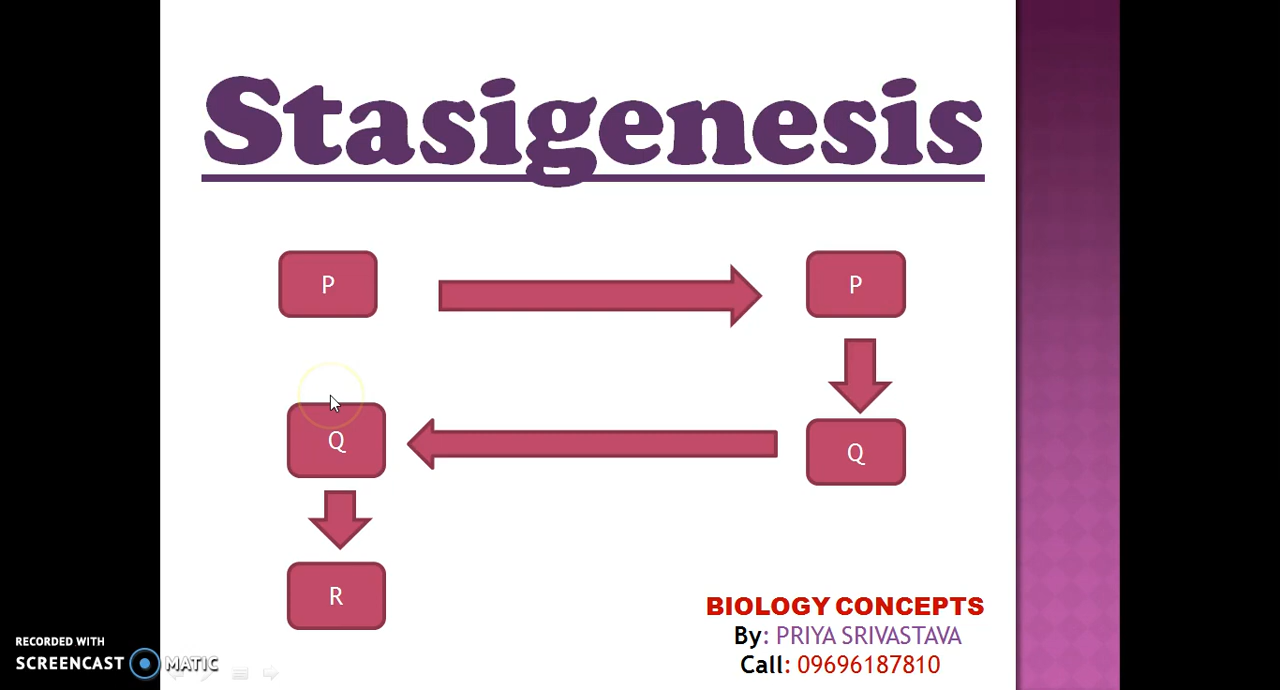 Stasigenesis
P
P
Q
Q
R
BIOLOGY CONCEPTS
By: PRIYA SRIVASTAVA
Call: 09696187810
RECORDED WITH
SCREENCAST MATIC